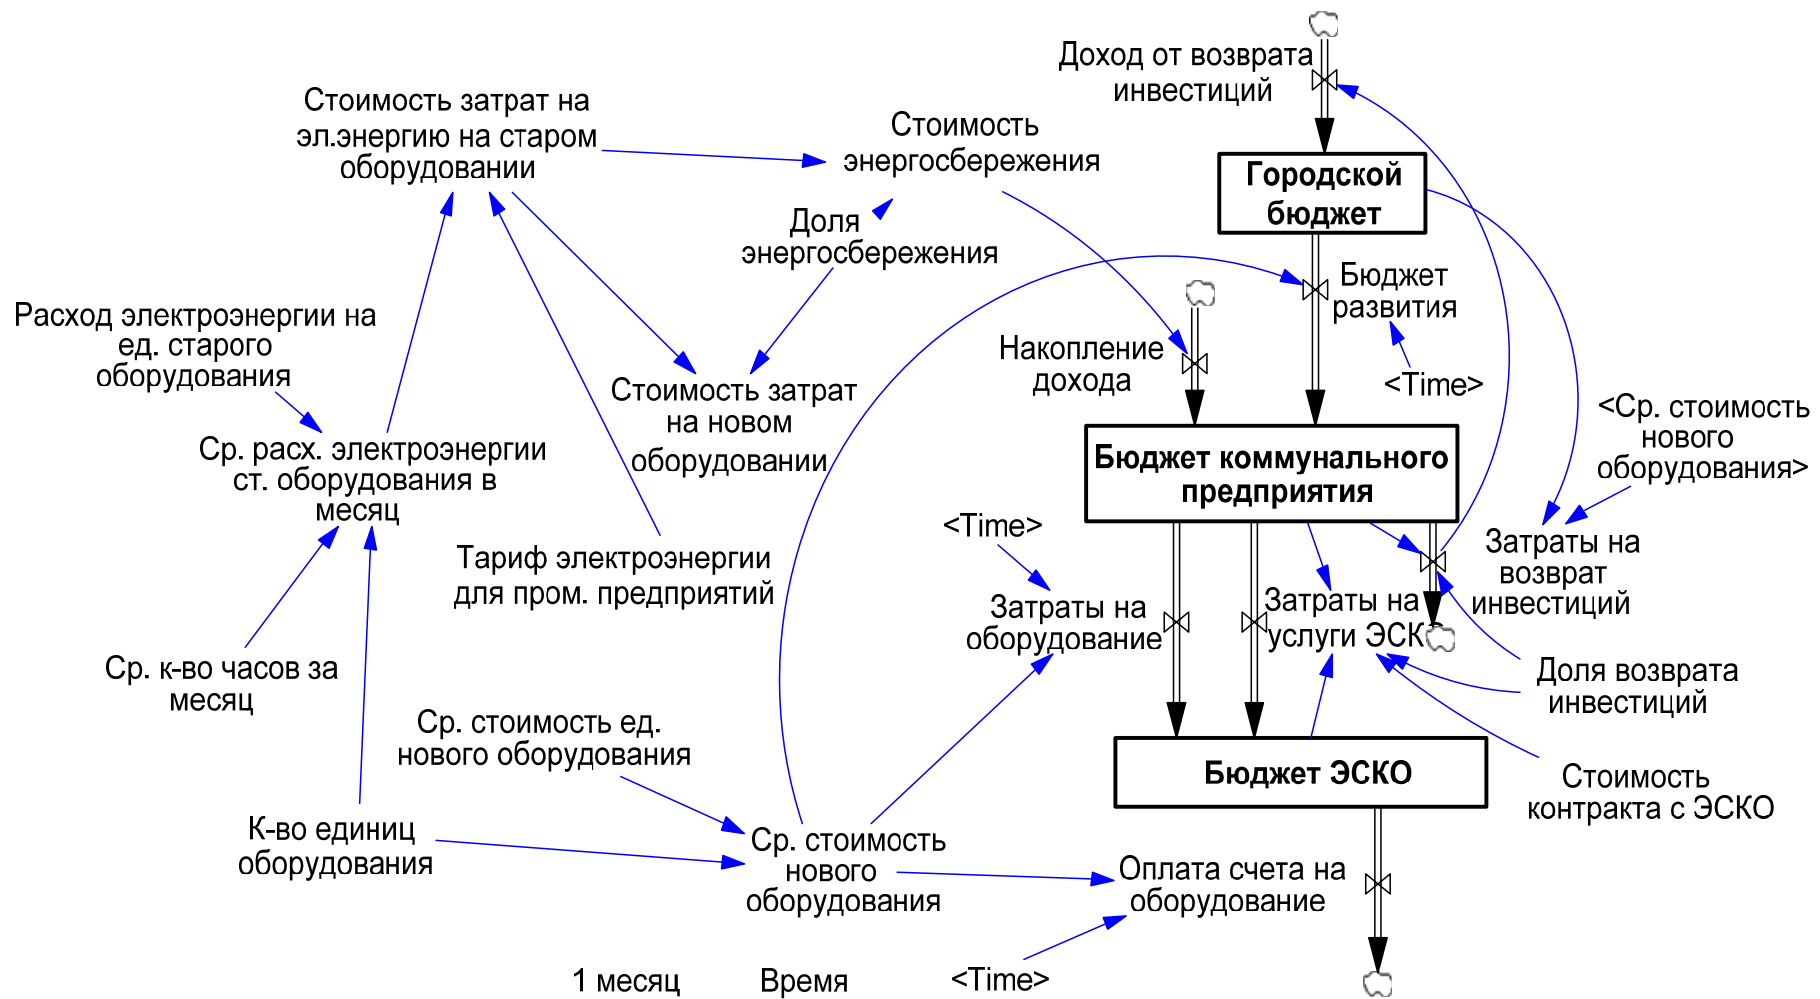 Доход от возврата
инвестиций
Стоимость затрат на
эл.энергию на старом
оборудовании
Стоимость
энергосбережения
Городской
бюджет
Доля
энергосбережения
Бюджет
развития
<Time>
Расход электроэнергии на
ед. старого
оборудования
Накопление
дохода
Стоимость затрат
на новом
оборудовании
<Ср. стоимость
нового
оборудования>
Ср. расх. электроэнергии
ст. оборудования в
месяц
Бюджет коммунального
предприятия
<Time>
Тариф электроэнергии
для пром. предприятий
Затраты на
возврат
инвестиций
Затраты на
оборудование
Затраты на
услуги ЭСКО
Ср. к-во часов за
месяц
Доля возврата
инвестиций
Ср. стоимость ед.
нового оборудования
Бюджет ЭСКО
Стоимость
контракта с ЭСКО
К-во единиц
оборудования
Ср. стоимость
нового
оборудования
Оплата счета на
оборудование
1 месяц
Время
<Time>